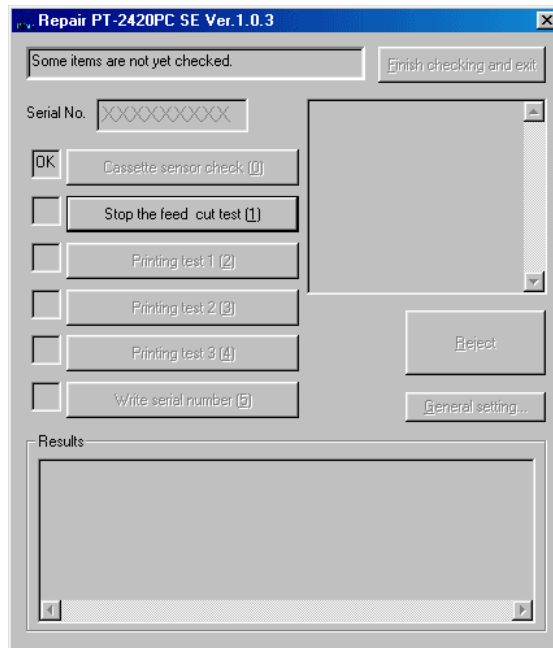 Repair PT-2420PC SE Ver.1.0.3
Some items are not yet checked.
Finish checking and exit
Serial No.
XXXXXXXXX
OK
Cassette sensor check (0)
Stop the feed cut test (1)
Printing test 1 (2)
Printing test 2 (3)
Printing test 3 (4)
Write serial number (5)
Reject
General setting...
Results